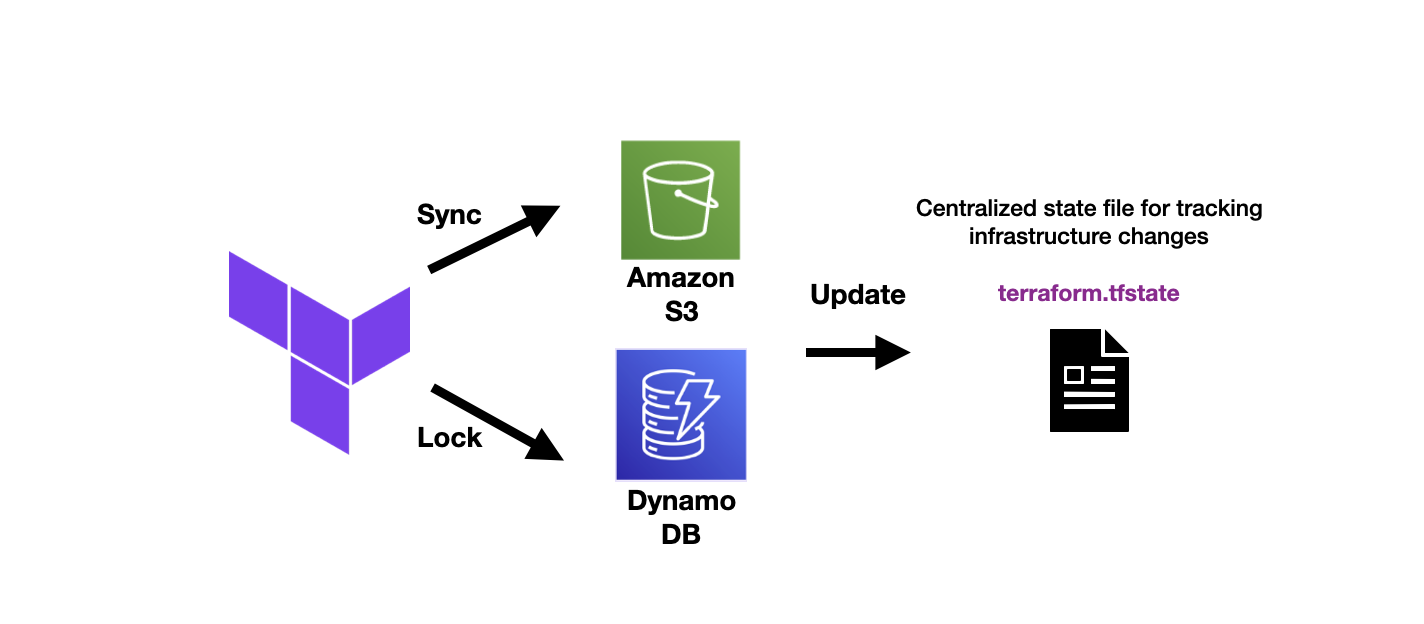 Sync
Lock
Amazon
S3
Dynamo
DB
Update
Centralized state file for tracking
infrastructure changes
terraform.tfstate